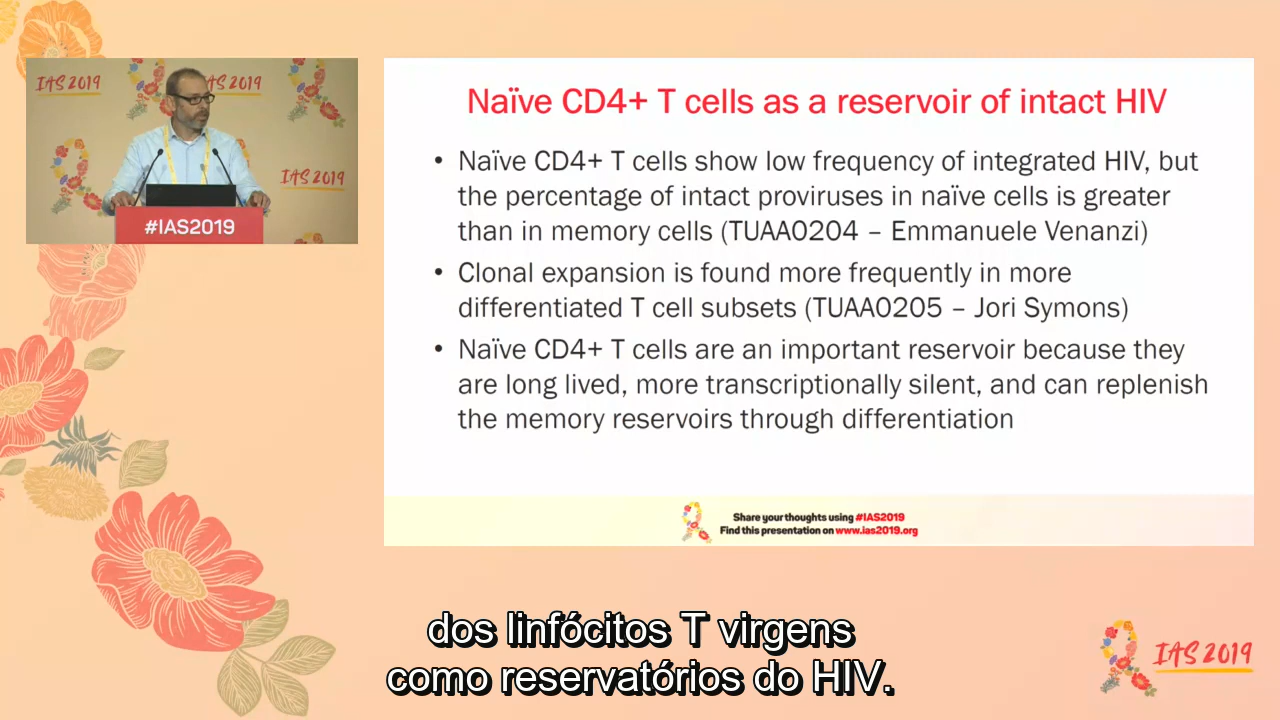 IAS 2019
AS 2019
IAS 2019
#IAS2019
Naïve CD4+ T cells as a reservoir of intact HIV
• Naïve CD4+ T cells show low frequency of integrated HIV, but
the percentage of intact proviruses in naïve cells is greater
than in memory cells (TUAA0204 – Emmanuele Venanzi)
• Clonal expansion is found more frequently in more
differentiated T cell subsets (TUAA0205 – Jori Symons)
• Naïve CD4+ T cells are an important reservoir because they
are long lived, more transcriptionally silent, and can replenish
the memory reservoirs through differentiation
Share your thoughts using #IAS2019
Find this presentation on www.ias2019.org
dos linfócitos T virgens
como reservatórios do HIV.
IAS 2019